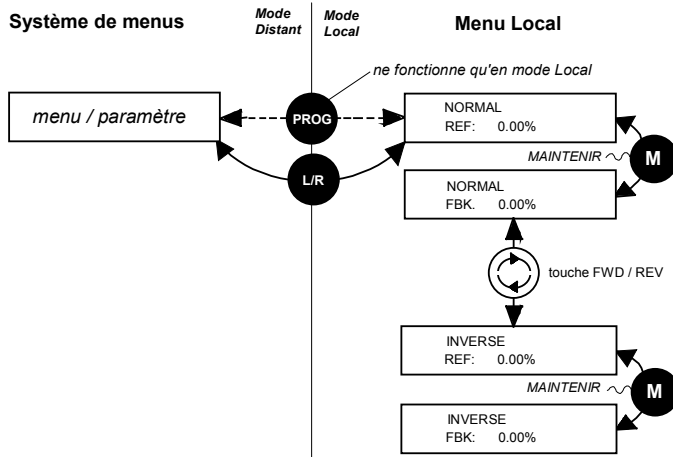 Système de menus
Mode
Distant
Mode
Local
Menu Local
ne fonctionne qu'en mode Local
menu / paramètre
PROG
NORMAL
REF: 0.00%
MAINTENIR
M
L/R
NORMAL
FBK. 0.00%
touche FWD / REV
INVERSE
REF: 0.00%
MAINTENIR
M
INVERSE
FBK: 0.00%